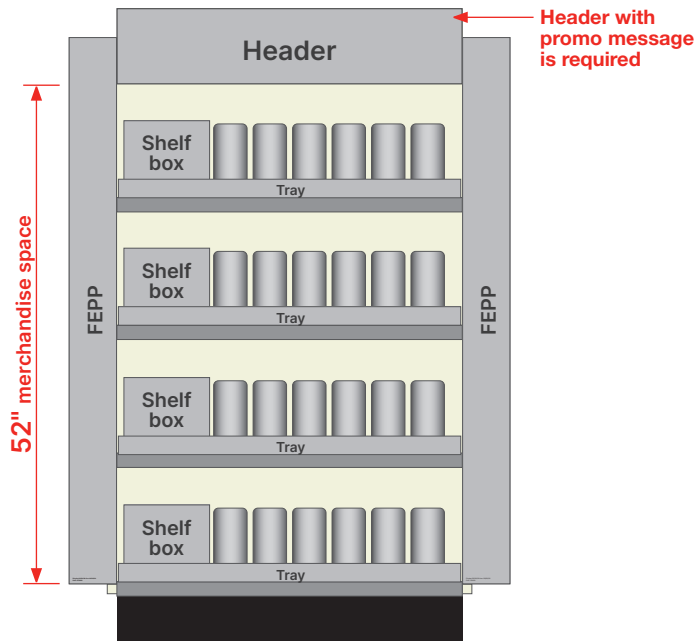 Header with
promo message
is required
Header
Shelf
box
Tray
Shelf
box
Tray
Shelf
box
Tray
Shelf
box
Tray
52" merchandise space
FEPP
FEPP